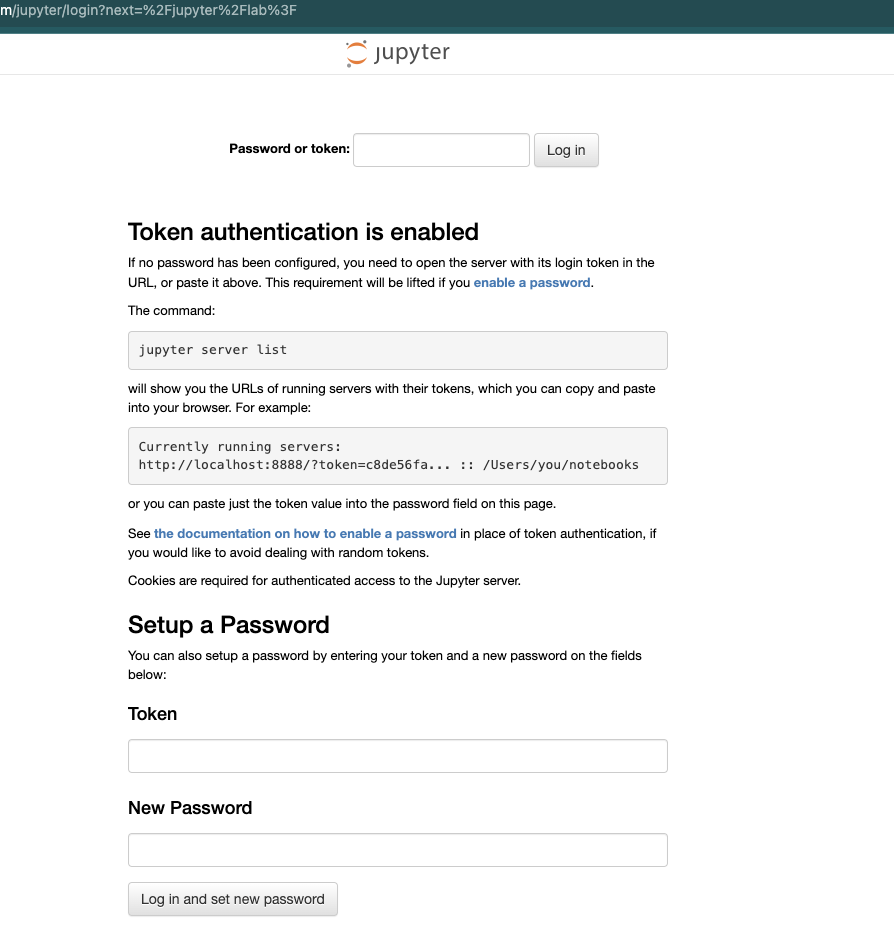 m/jupyter/login?next=%2Fjupyter%2Flab%3F
jupyter
Password or token:
Log in
Token authentication is enabled
If no password has been configured, you need to open the server with its login token in the
URL, or paste it above. This requirement will be lifted if you enable a password.
The command:
jupyter server list
will show you the URLs of running servers with their tokens, which you can copy and paste
into your browser. For example:
Currently running servers:
http://localhost:8888/?token=c8de56fa... :: /Users/you/notebooks
or you can paste just the token value into the password field on this page.
See the documentation on how to enable a password in place of token authentication, if
you would like to avoid dealing with random tokens.
Cookies are required for authenticated access to the Jupyter server.
Setup a Password
You can also setup a password by entering your token and a new password on the fields
below:
Token
New Password
Log in and set new password